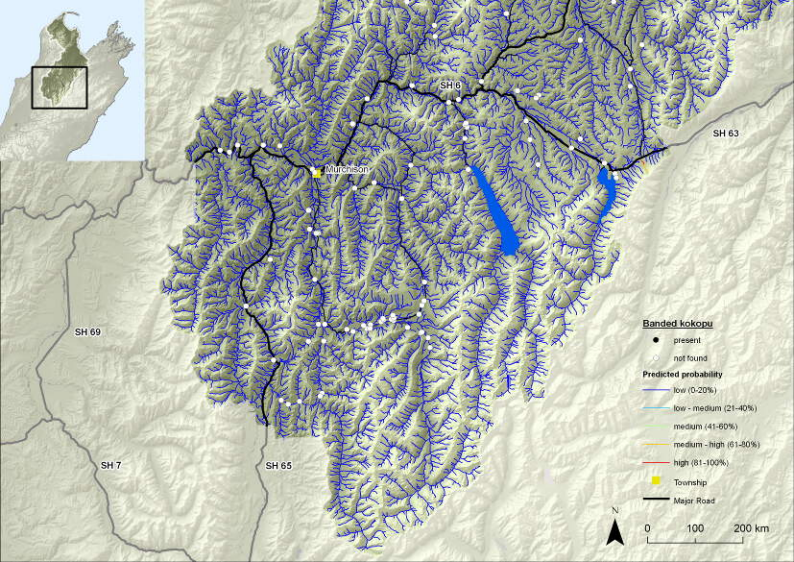 SH 6
SH 63
Murchison
SH 69
SH 7
SH 65
Banded kokopu
present
not found
Predicted probability
low (0-20%)
low - medium (21-40%)
medium (41-60%)
medium - high (61-80%)
high (81-100%)
Township
Major Road
N
0 100 200 km